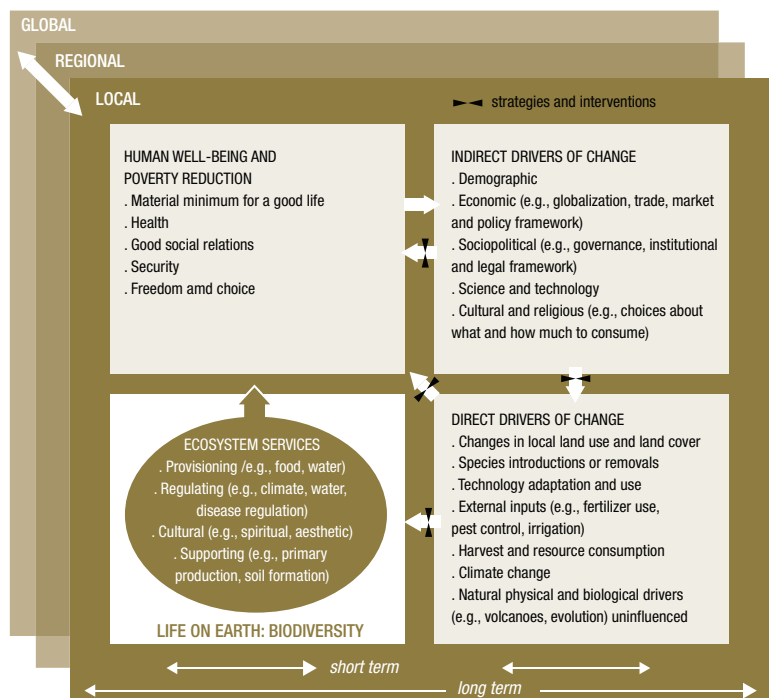 GLOBAL
REGIONAL
LOCAL
strategies and interventions
HUMAN WELL-BEING AND
POVERTY REDUCTION
. Material minimum for a good life
. Health
. Good social relations
. Security
. Freedom amd choice
INDIRECT DRIVERS OF CHANGE
. Demographic
. Economic (e.g., globalization, trade, market
and policy framework)
. Sociopolitical (e.g., governance, institutional
and legal framework)
. Science and technology
. Cultural and religious (e.g., choices about
what and how much to consume)
ECOSYSTEM SERVICES
. Provisioning /e.g., food, water)
. Regulating (e.g., climate, water,
disease regulation)
. Cultural (e.g., spiritual, aesthetic)
. Supporting (e.g., primary
production, soil formation)
LIFE ON EARTH: BIODIVERSITY
DIRECT DRIVERS OF CHANGE
. Changes in local land use and land cover
. Species introductions or removals
. Technology adaptation and use
. External inputs (e.g., fertilizer use,
pest control, irrigation)
. Harvest and resource consumption
. Climate change
. Natural physical and biological drivers
(e.g., volcanoes, evolution) uninfluenced
short term
long term